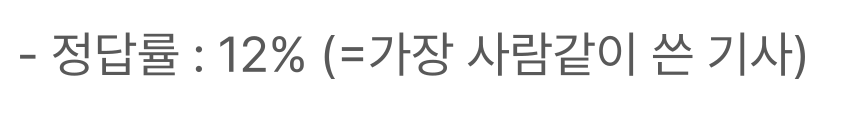 - 정답률 : 12% (=가장 사람같이 쓴 기사)